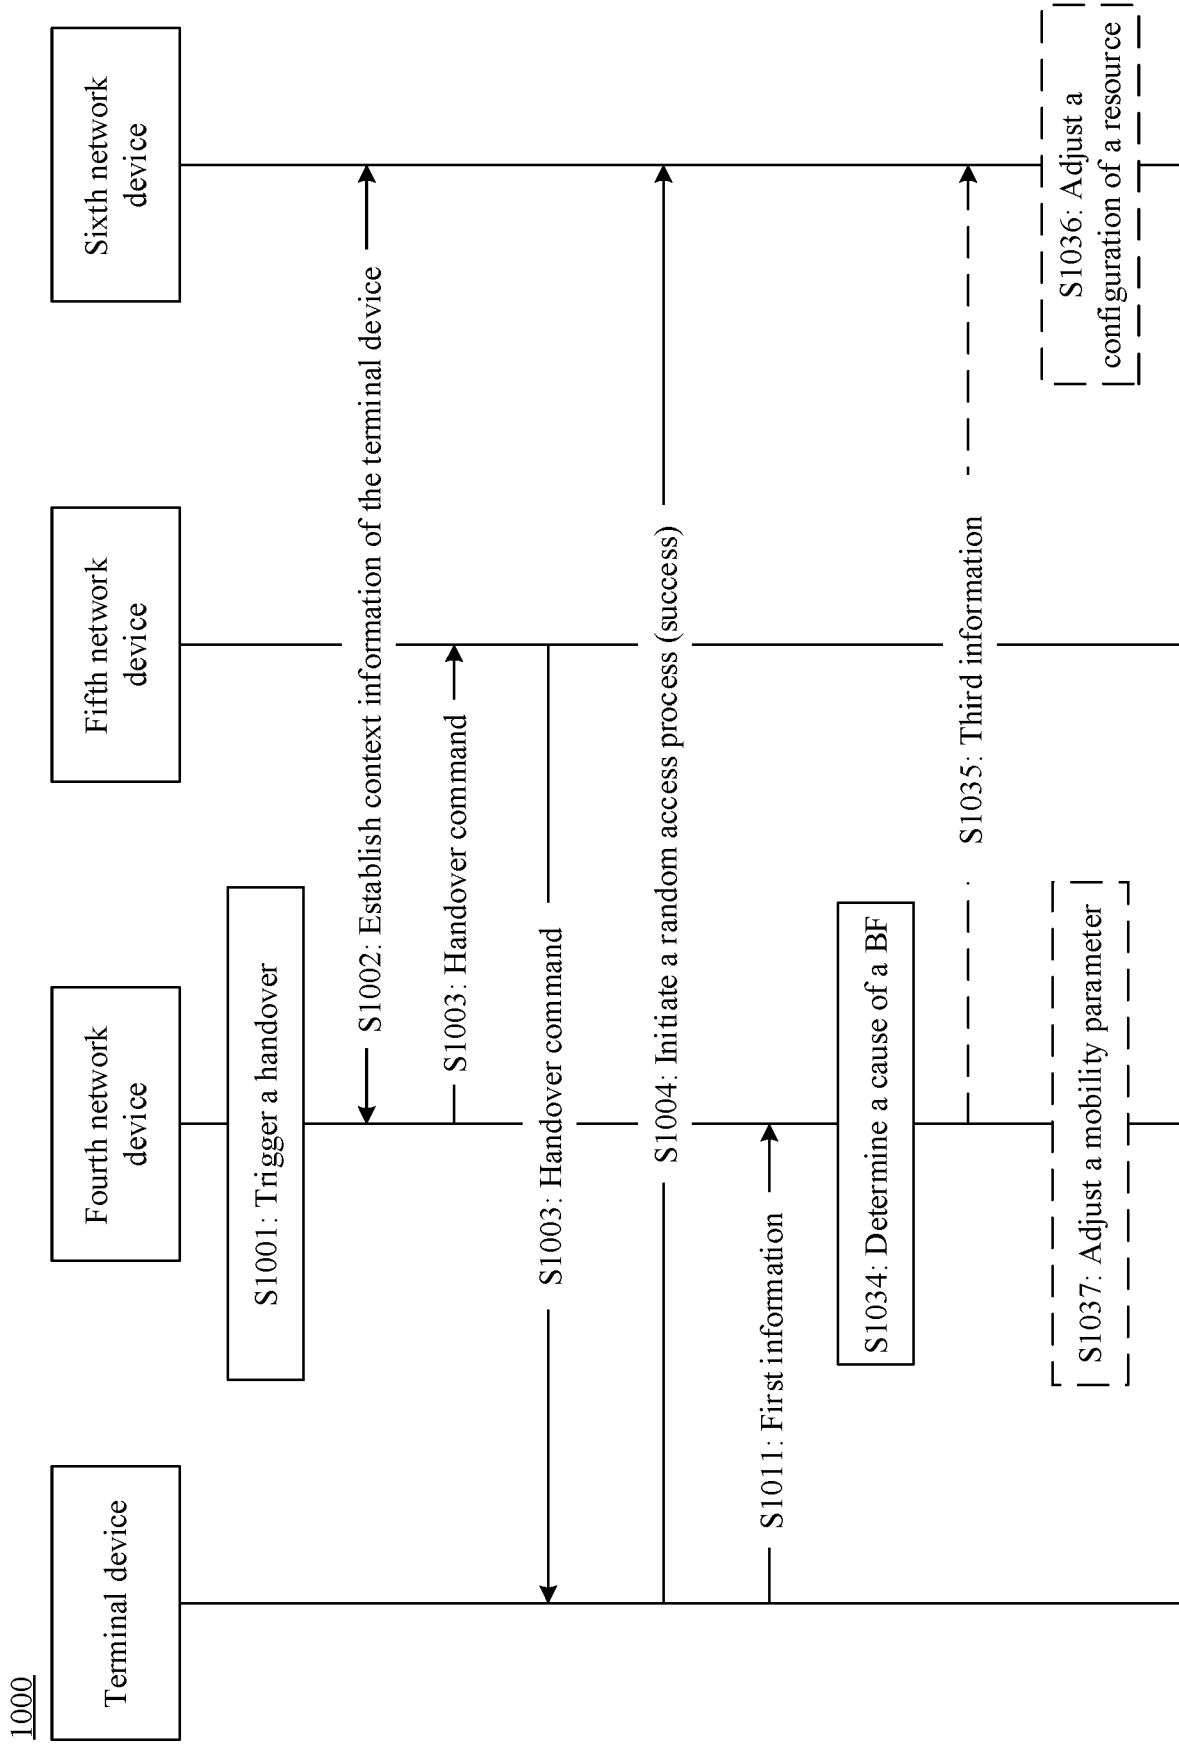 1000
Terminal device
Fourth network
device
Fifth network
device
Sixth network
device
S1001: Trigger a handover
S1002: Establish context information of the terminal device
S1003: Handover command
S1003: Handover command
S1004: Initiate a random access process (success)
S1011: First information
S1034: Determine a cause of a BF
S1035: Third information
S1037: Adjust a mobility parameter
S1036: Adjust a
configuration of a resource